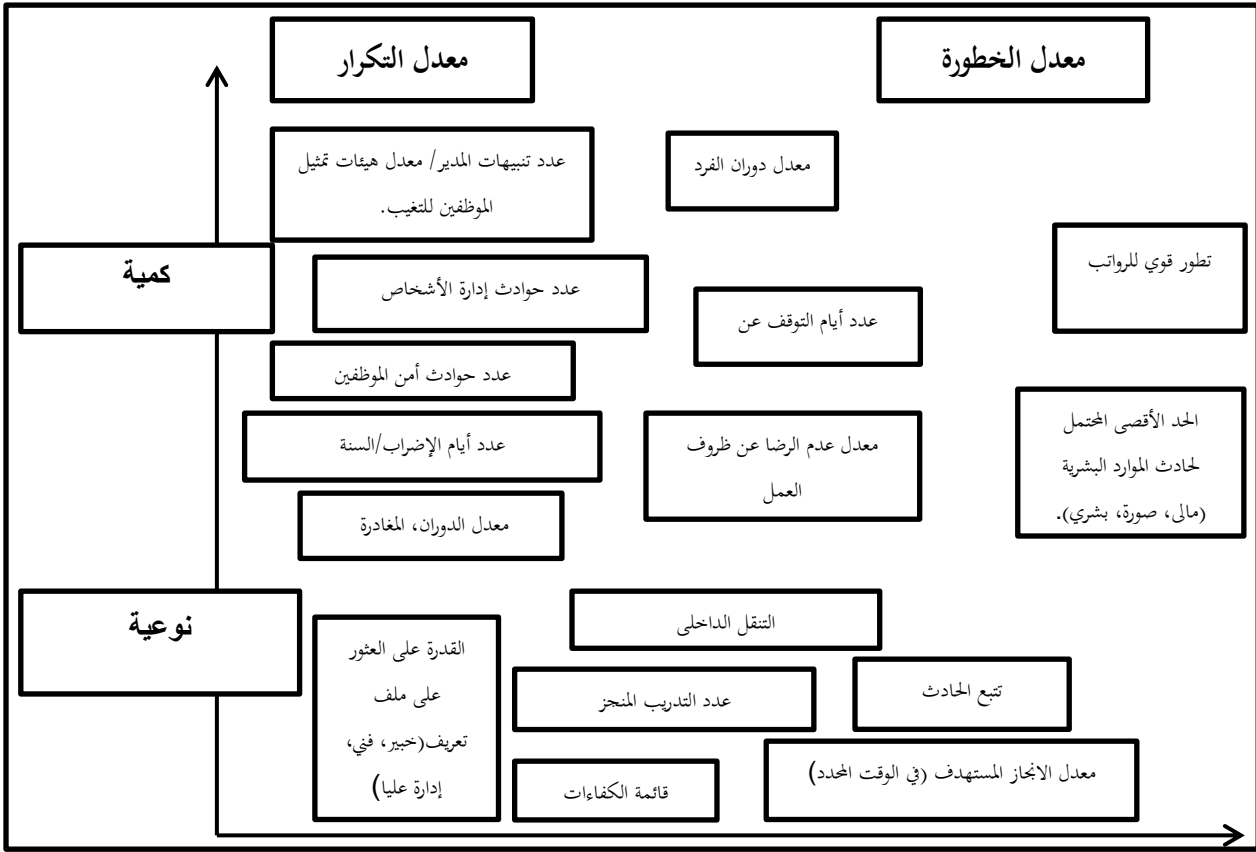 معدل الخطورة
معدل التكرار
عدد تنبيهات المدير/ معدل هيئات تمثيل
الموظفين للتغيب.
معدل دوران الفرد
تطور قوي للرواتب
كمية
عدد حوادث إدارة الأشخاص
عدد أيام التوقف عن
عدد حوادث أمن الموظفين
الحد الأقصى المحتمل
لحادث الموارد البشرية
(مالى، صورة، بشري).
معدل عدم الرضا عن ظروف
العمل
عدد أيام الإضراب/السنة
معدل الدوران، المغادرة
نوعية
التنقل الداخلى
القدرة على العثور
على ملف
تعريف(خبير، فني،
إدارة عليا)
تتبع الحادث
عدد التدريب المنجز
معدل الانجاز المستهدف (في الوقت المحدد)
قائمة الكفاءات